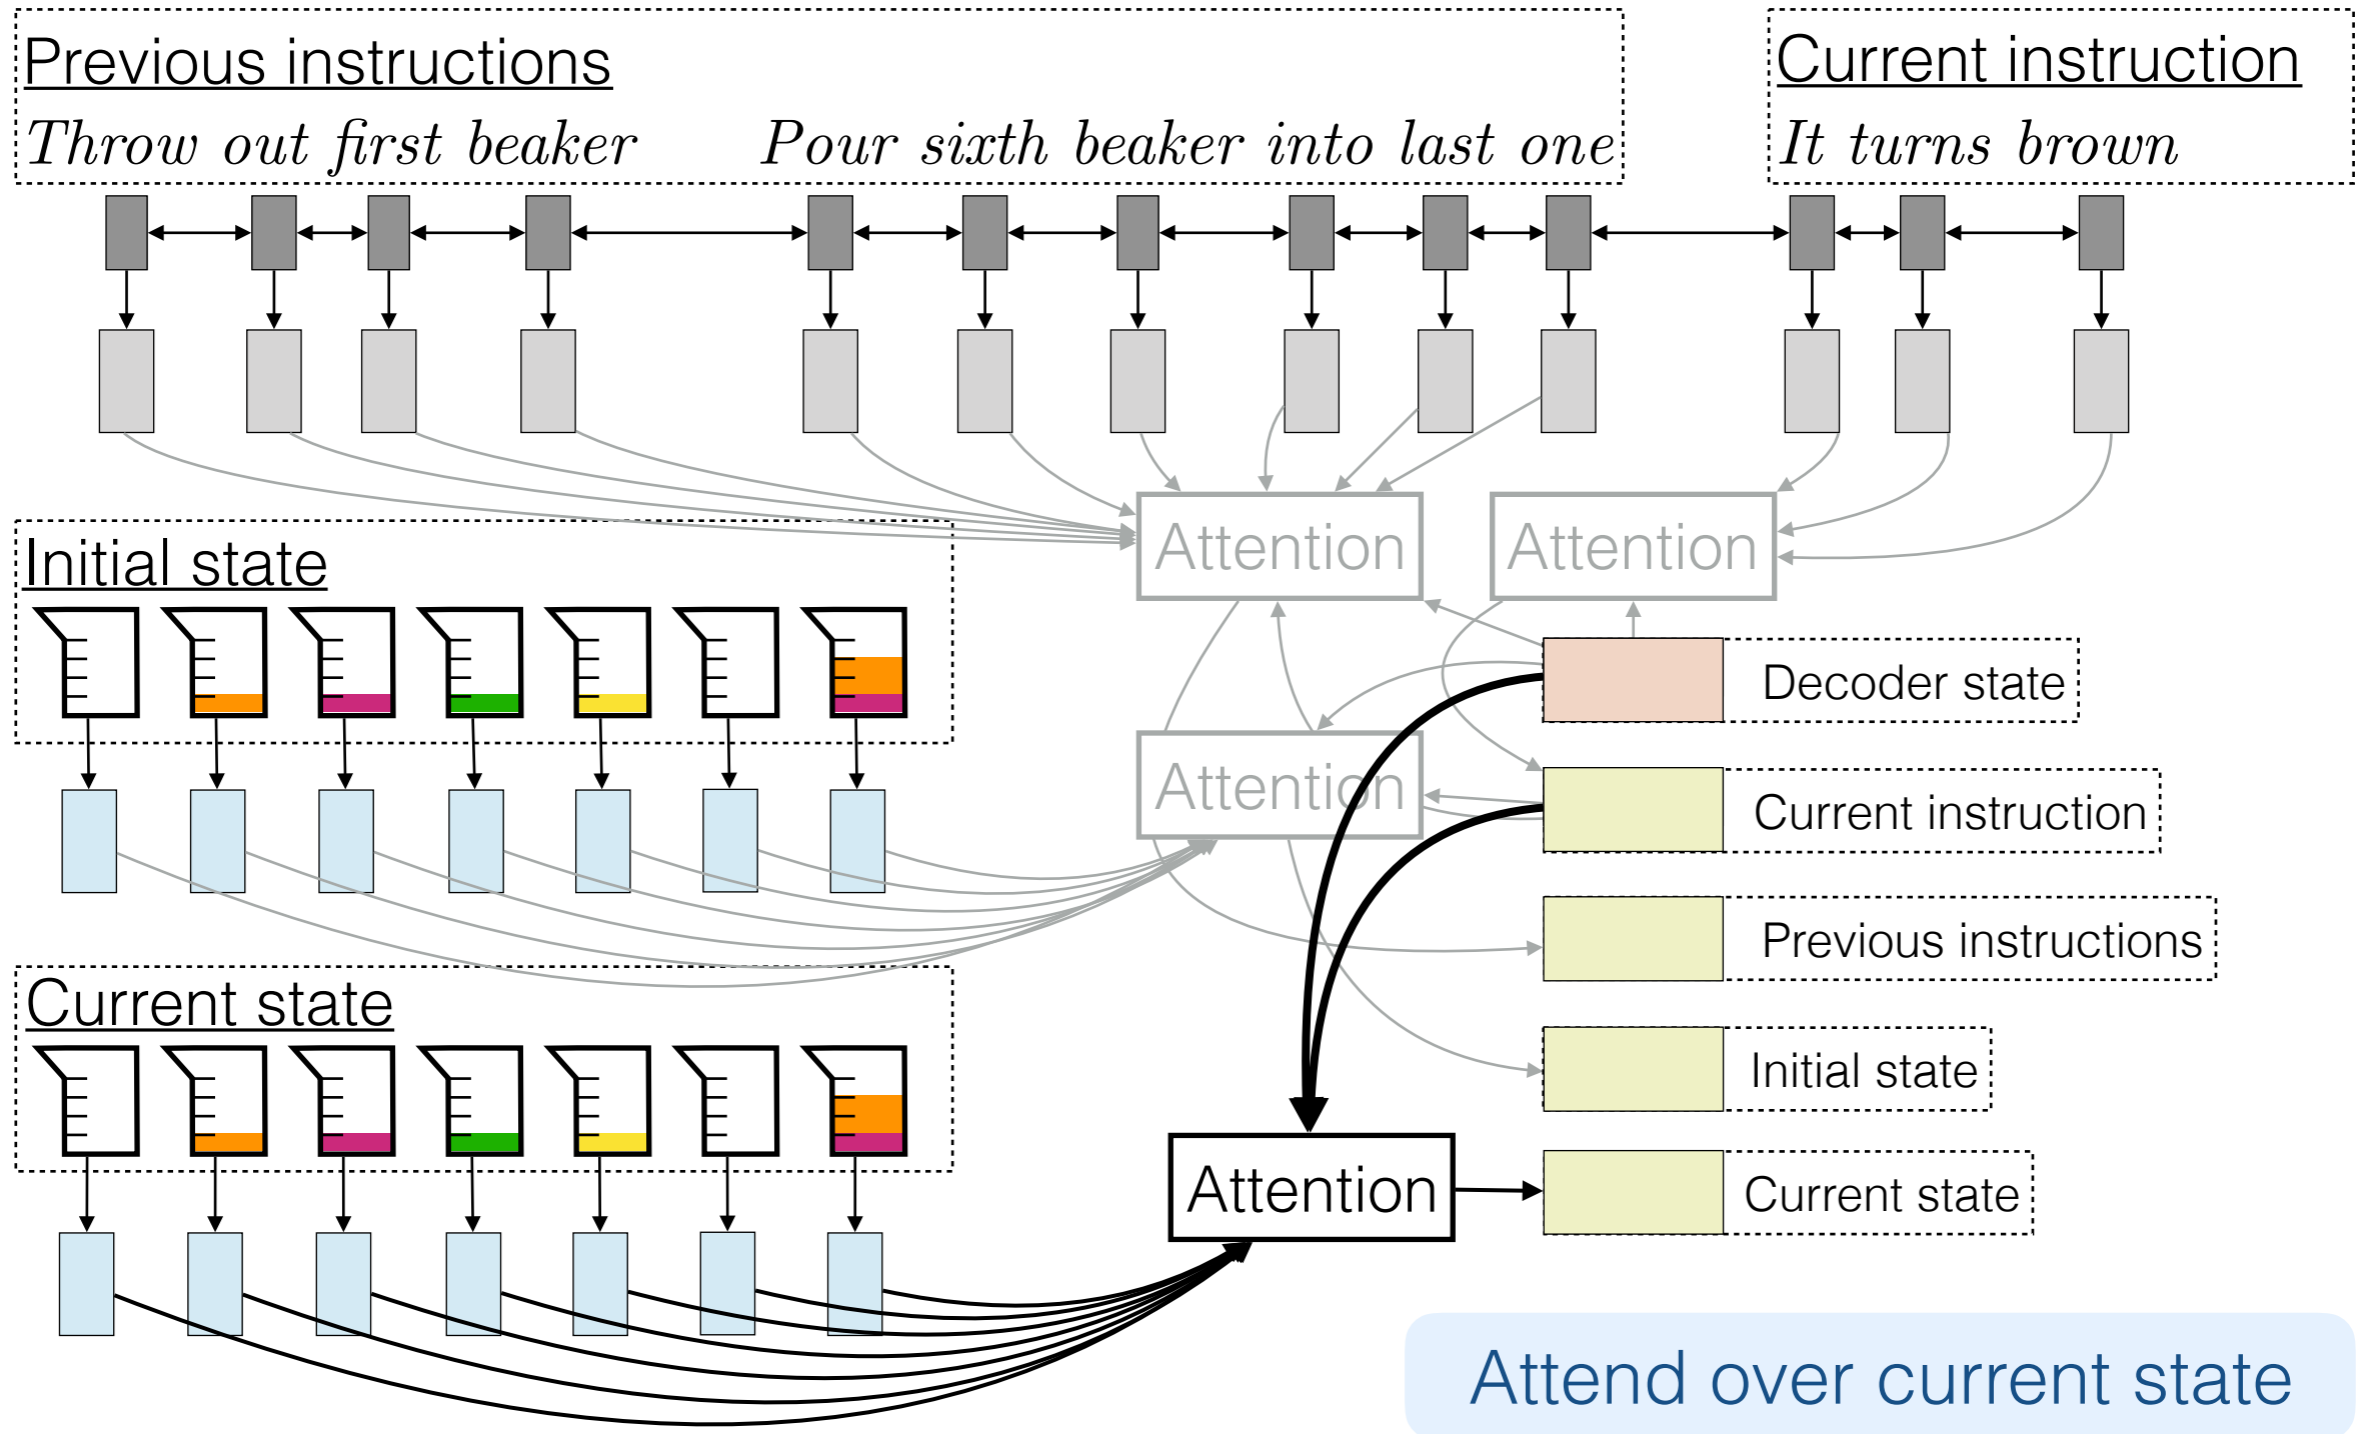 Previous instructions
Throw out first beaker
Pour sixth beaker into last one
Current instruction
It turns brown
Attention
Attention
Initial state
Decoder state
Attention
Current instruction
Previous instructions
Current state
Initial state
Attention
Current state
Attend over current state